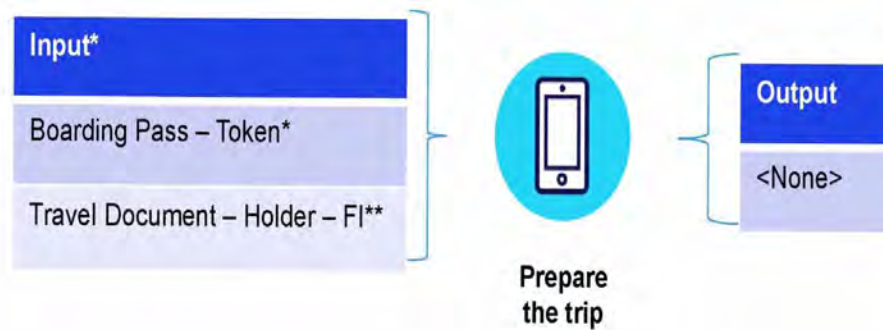 Input*
Boarding Pass – Token*
Travel Document – Holder – FI**
Prepare
the trip
Output
<None>